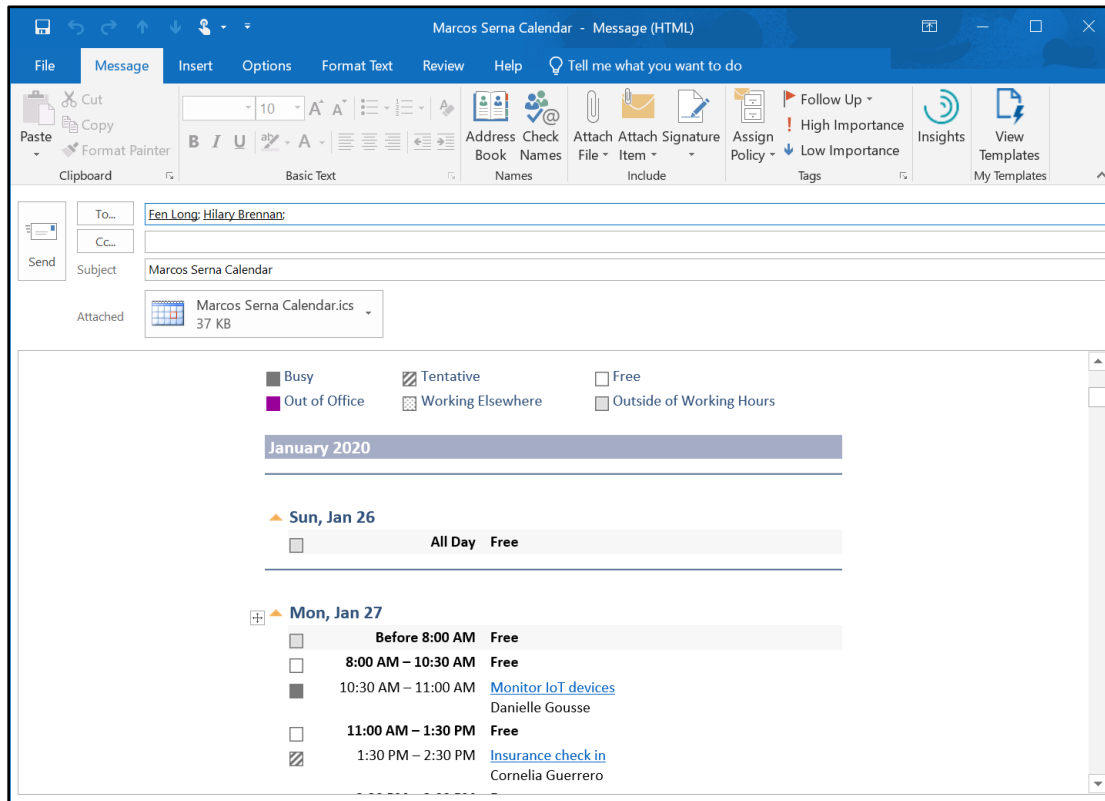 Marcos Serna Calendar - Message (HTML)
File Message Insert Options Format Text Review Help Tell me what you want to do
Paste
Cut
Copy
Format Painter
Clipboard
10 A A
B I U ab A
Basic Text
Address Book
Check Names
Names
Attach File
Attach Item
Signature
Include
Assign Policy
Follow Up
! High Importance
Low Importance
Tags
Insights
View Templates
My Templates
Send
To... Fen Long; Hilary Brennan;
Cc...
Subject Marcos Serna Calendar
Attached Marcos Serna Calendar.ics
37 KB
Busy Tentative Free
Out of Office Working Elsewhere Outside of Working Hours
January 2020
Sun, Jan 26
All Day Free
Mon, Jan 27
Before 8:00 AM Free
8:00 AM – 10:30 AM Free
10:30 AM – 11:00 AM Monitor IoT devices
Danielle Gousse
11:00 AM – 1:30 PM Free
1:30 PM – 2:30 PM Insurance check in
Cornelia Guerrero